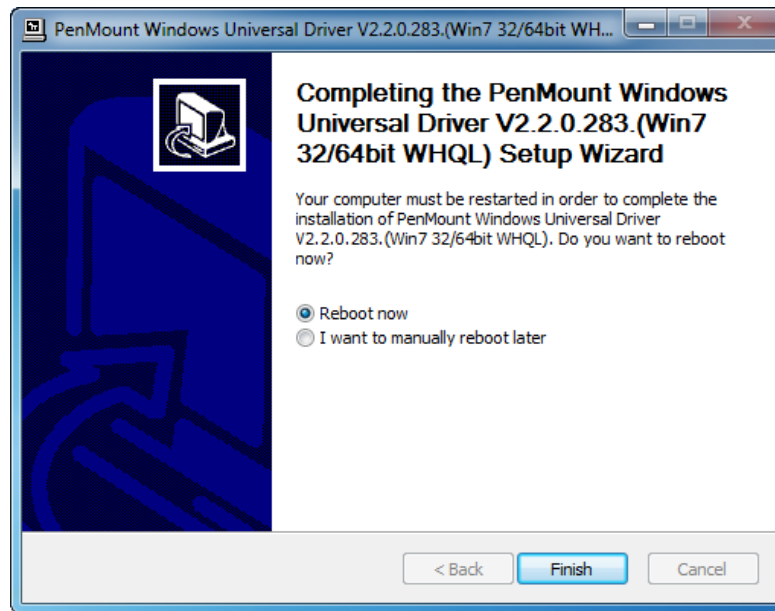 PenMount Windows Universal Driver V2.2.0.283.(Win7 32/64bit WH...
Completing the PenMount Windows
Universal Driver V2.2.0.283.(Win7
32/64bit WHQL) Setup Wizard
Your computer must be restarted in order to complete the
installation of PenMount Windows Universal Driver
V2.2.0.283.(Win7 32/64bit WHQL). Do you want to reboot
now?
Reboot now
I want to manually reboot later
< Back
Finish
Cancel